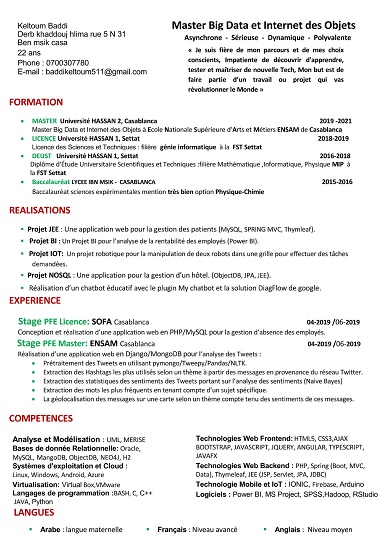 Keltoum Baddi
Derb khaddouj hlima rue 5 N 31
Ben msik casa
22 ans
Phone : 0700307780
E-mail : baddikeltoum511@gmail.com
Master Big Data et Internet des Objets
Asynchrone - Sérieuse - Dynamique - Polyvalente
« Je suis fière de mon parcours et de mes choix
conscients, Impatiente de découvrir d'apprendre,
tester et maîtriser de nouvelle Tech, Mon but est de
faire partie d'un travail ou projet qui vas
révolutionner le Monde »
FORMATION
• MASTER Université HASSAN 2, Casablanca 2019 -2021
Master Big Data et Internet des Objets à Ecole Nationale Supérieure d'Arts et Métiers ENSAM de Casablanca
• LICENCE Université HASSAN 1, Settat 2018-2019
Licence des Sciences et Techniques : filière génie informatique à la FST Settat
• DEUST Université HASSAN 1, Settat 2016-2018
Diplôme d'Étude Universitaire Scientifiques et Techniques :filière Mathématique ,Informatique, Physique MIP à
la FST Settat
• Baccalauréat LYCEE IBN MSIK - CASABLANCA 2015-2016
Baccalauréat sciences expérimentales mention très bien option Physique-Chimie
REALISATIONS
• Projet JEE : Une application web pour la gestion des patients (MySQL, SPRING MVC, Thymleaf).
• Projet BI : Un Projet BI pour l'analyse de la rentabilité des employés (Power BI).
• Projet IOT: Un projet robotique pour la manipulation de deux robots dans une grille pour effectuer des tâches
demandées.
• Projet NOSQL : Une application pour la gestion d'un hôtel. (ObjectDB, JPA, JEE).
• Réalisation d'un chatbot éducatif avec le plugin My chatbot et la solution DiagFlow de google.
EXPERIENCE
Stage PFE Licence: SOFA Casablanca 04-2019 /06-2019
Conception et réalisation d'une application web en PHP/MySQL pour la gestion d'absence des employés.
Stage PFE Master: ENSAM Casablanca 04-2019 /06-2019
Réalisation d'une application web en Django/MongoDB pour l'analyse des Tweets :
• Prétraitement des Tweets en utilisant pymongo/Tweepy/Pandas/NLTK.
• Extraction des Hashtags les plus utilisés selon un thème à partir des messages en provenance du réseau Twitter.
• Extraction des statistiques des sentiments des Tweets portant sur l'analyse des sentiments (Naïve Bayes)
• Extraction des mots les plus fréquents en tenant compte d'un sujet spécifique.
• La géolocalisation des messages sur une carte selon un thème compte tenu des sentiments de ces messages.
COMPETENCES
Analyse et Modélisation : UML, MERISE
Bases de donnée Relationnelle: Oracle,
MySQL, MangoDB, ObjectDB, NEO4J, H2
Systèmes d'exploitation et Cloud :
Linux, Windows, Android, Azure
Virtualisation: Virtual Box,VMware
Langages de programmation :BASH, C, C++
JAVA, Python
Technologies Web Frontend: HTML5, CSS3,AJAX
BOOTSTRAP, JAVASCRIPT, JQUERY, ANGULAR, TYPESCRIPT,
JAVAFX
Technologies Web Backend : PHP, Spring (Boot, MVC,
Data), Thymeleaf, JEE (JSP, Servlet, JPA, JDBC)
Technologie Mobile et IoT : IONIC, Firebase, Arduino
Logiciels : Power BI, MS Project, SPSS,Hadoop, RStudio
LANGUES
• Arabe : langue maternelle • Français : Niveau avancé • Anglais : Niveau moyen